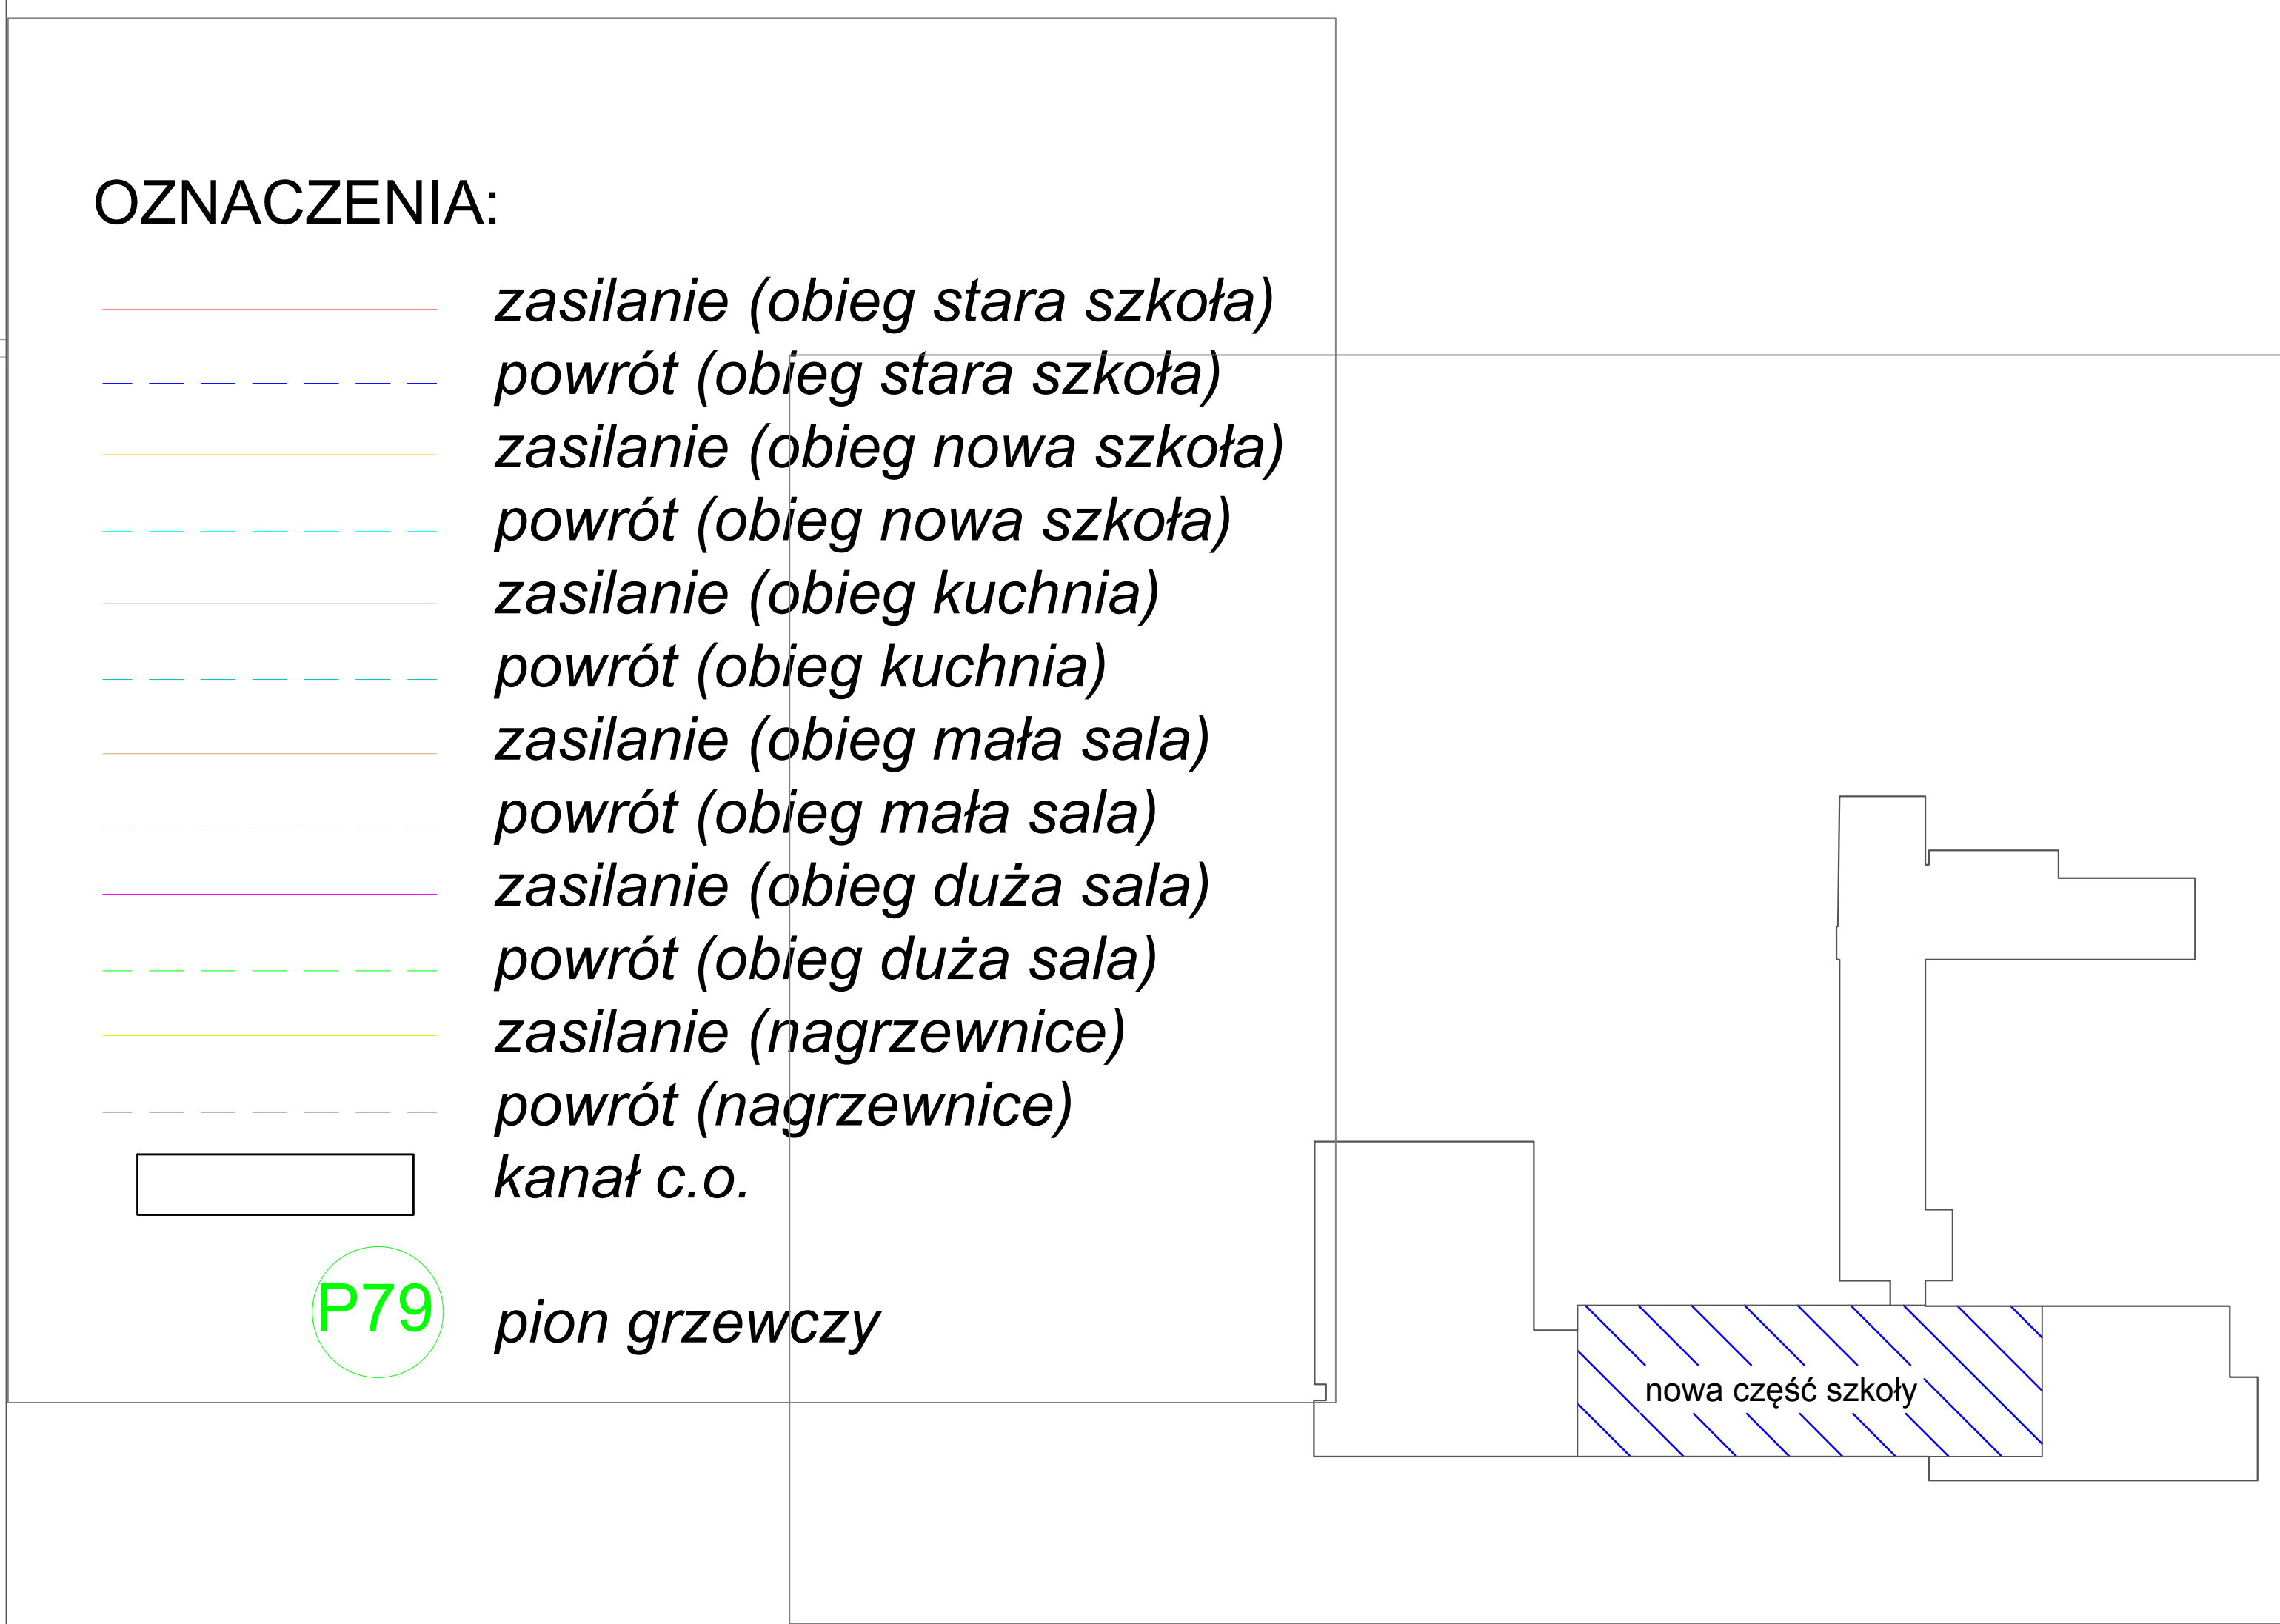 OZNACZENIA:
zasilanie (obieg stara szkoła)
powrót (obieg stara szkoła)
zasilanie (obieg nowa szkoła)
powrót (obieg nowa szkoła)
zasilanie (obieg kuchnia)
powrót (obieg kuchnia)
zasilanie (obieg mała sala)
powrót (obieg mała sala)
zasilanie (obieg duża sala)
powrót (obieg duża sala)
zasilanie (nagrzewnice)
powrót (nagrzewnice)
kanał c.o.
P79
pion grzewczy
nowa część szkoły